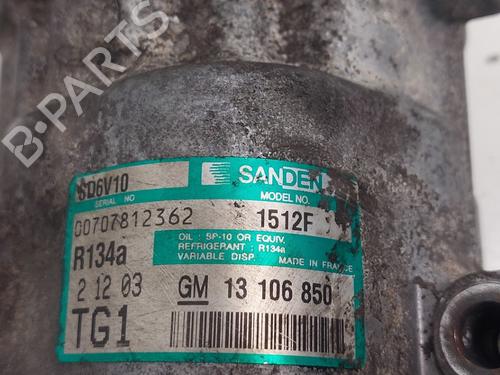 B-PARTS
SANDEN
SD6V10
SERIAL NO
MODEL NO.
00707812362
1512F
R134a
OIL : SP-10 OR EQUIV.
REFRIGERANT : R134a
VARIABLE DISP. MADE IN FRANCE
2 12 03
GM 13 106 850
TG1